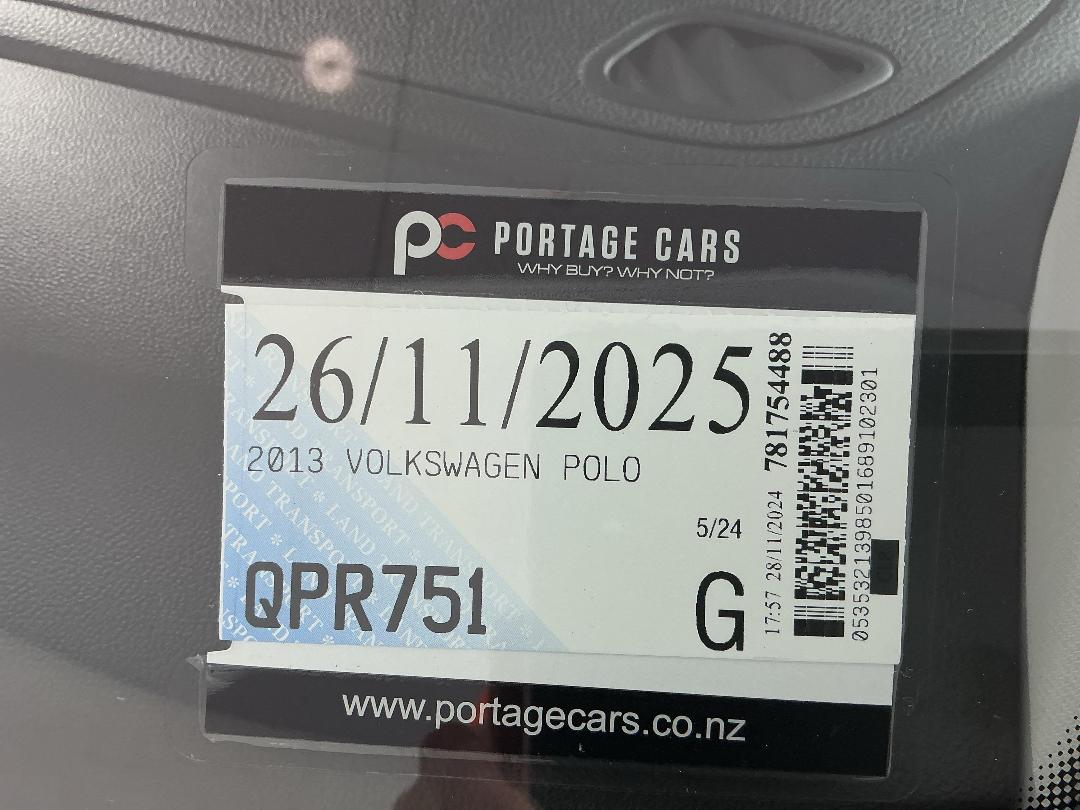 PC PORTAGE CARS
WHY BUY? WHY NOT?
26/11/2025
2013 VOLKSWAGEN POLO
5/24
QPR751
G
17:57 28/11/2024 781754488
0535321398501689102301
www.portagecars.co.nz